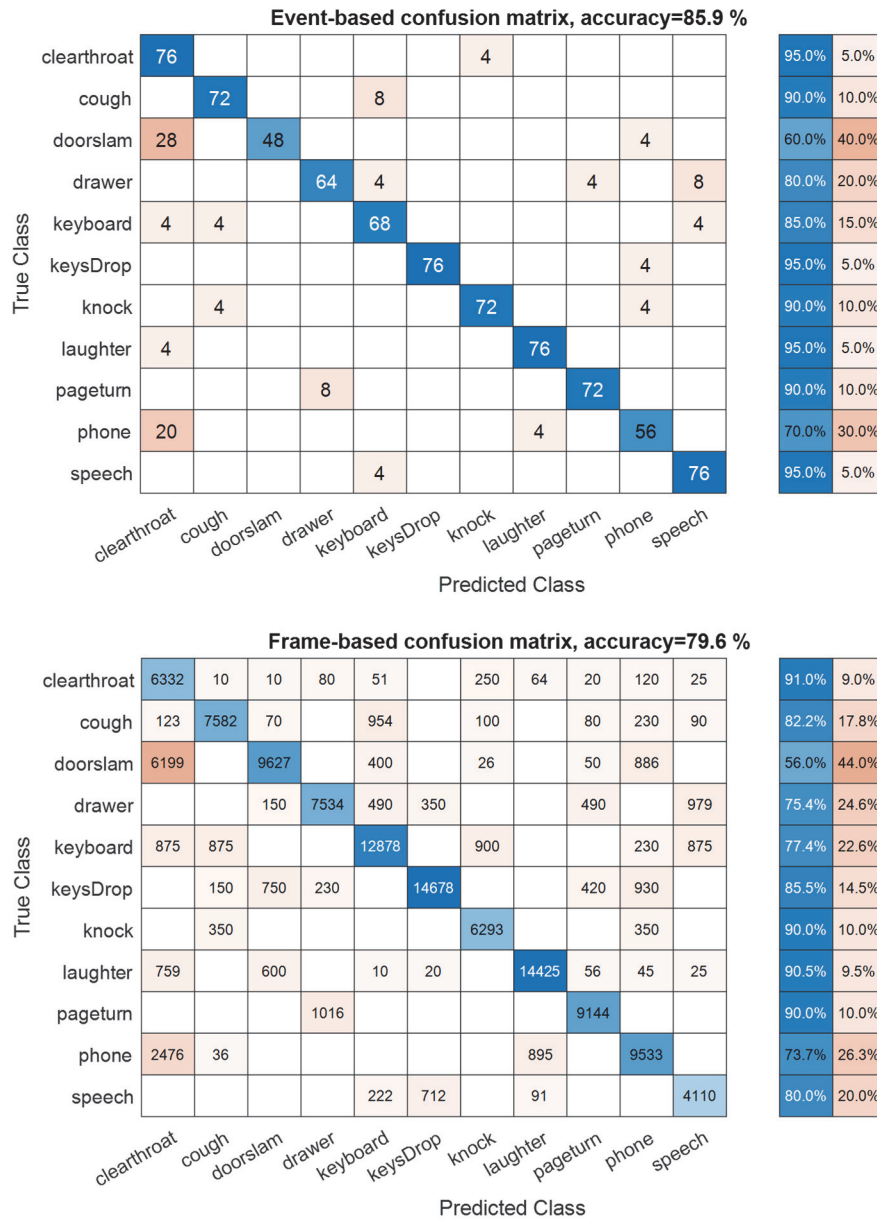 Event-based confusion matrix, accuracy=85.9 %
clearthroat 76 4 95.0% 5.0%
cough 72 8 90.0% 10.0%
doorslam 28 48 4 60.0% 40.0%
drawer 64 4 4 8 80.0% 20.0%
keyboard 4 4 68 4 85.0% 15.0%
keysDrop 76 4 95.0% 5.0%
knock 4 72 4 90.0% 10.0%
laughter 4 76 95.0% 5.0%
pageturn 8 72 90.0% 10.0%
phone 20 4 56 70.0% 30.0%
speech 4 76 95.0% 5.0%
True Class
clearthroat cough doorslam drawer keyboard keysDrop knock laughter pageturn phone speech
Predicted Class
Frame-based confusion matrix, accuracy=79.6 %
clearthroat 6332 10 10 80 51 250 64 20 120 25 91.0% 9.0%
cough 123 7582 70 954 100 80 230 90 82.2% 17.8%
doorslam 6199 9627 400 26 50 886 56.0% 44.0%
drawer 150 7534 490 350 490 979 75.4% 24.6%
keyboard 875 875 12878 900 230 875 77.4% 22.6%
keysDrop 150 750 230 14678 420 930 85.5% 14.5%
knock 350 6293 350 90.0% 10.0%
laughter 759 600 10 20 14425 56 45 25 90.5% 9.5%
pageturn 1016 9144 90.0% 10.0%
phone 2476 36 895 9533 73.7% 26.3%
speech 222 712 91 4110 80.0% 20.0%
True Class
clearthroat cough doorslam drawer keyboard keysDrop knock laughter pageturn phone speech
Predicted Class